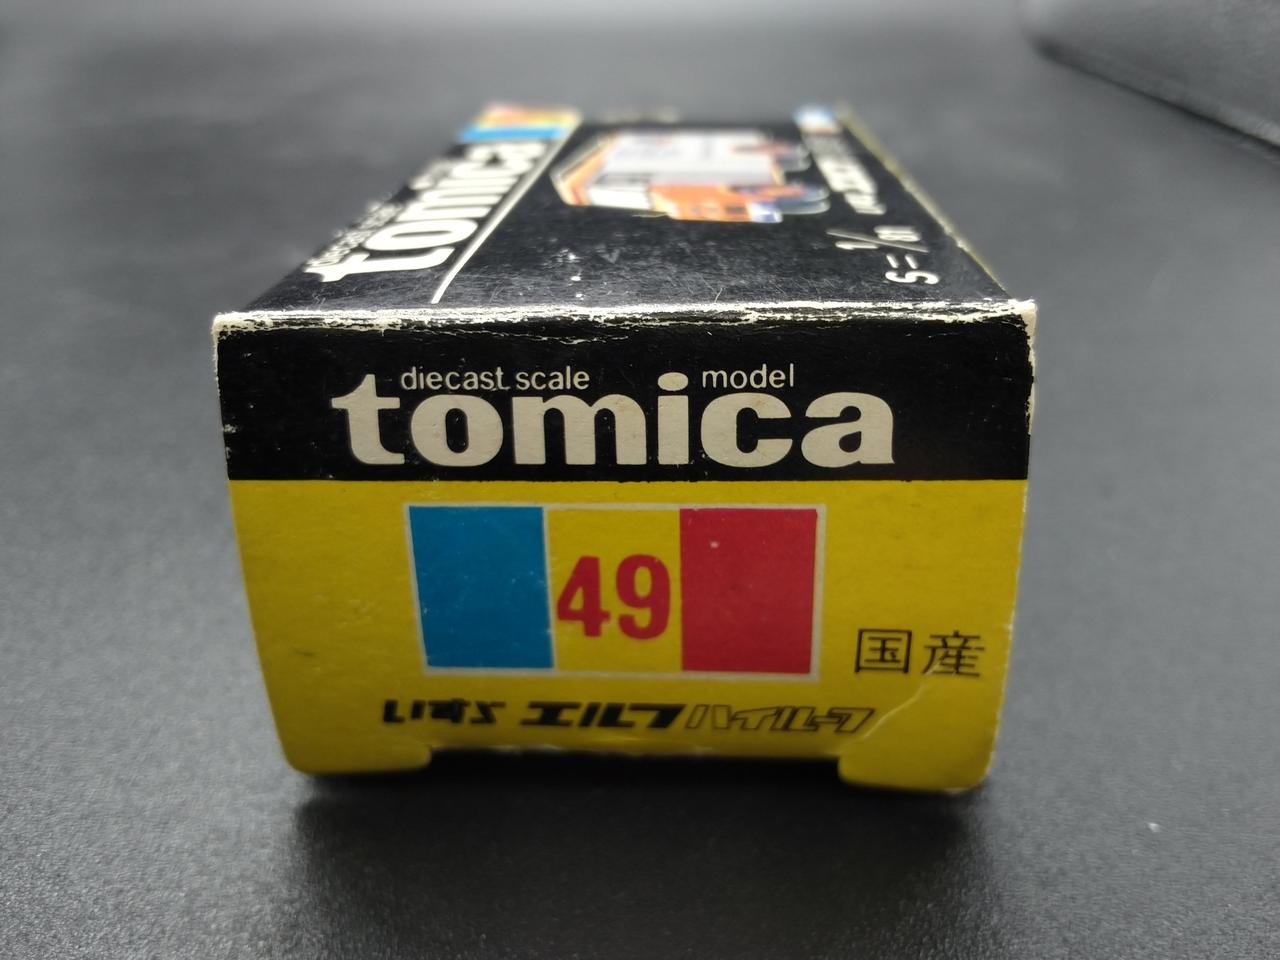 tomica
S=1/
diecast scale model
tomica
49
国産
いすゞ エルフ ハイルーフ